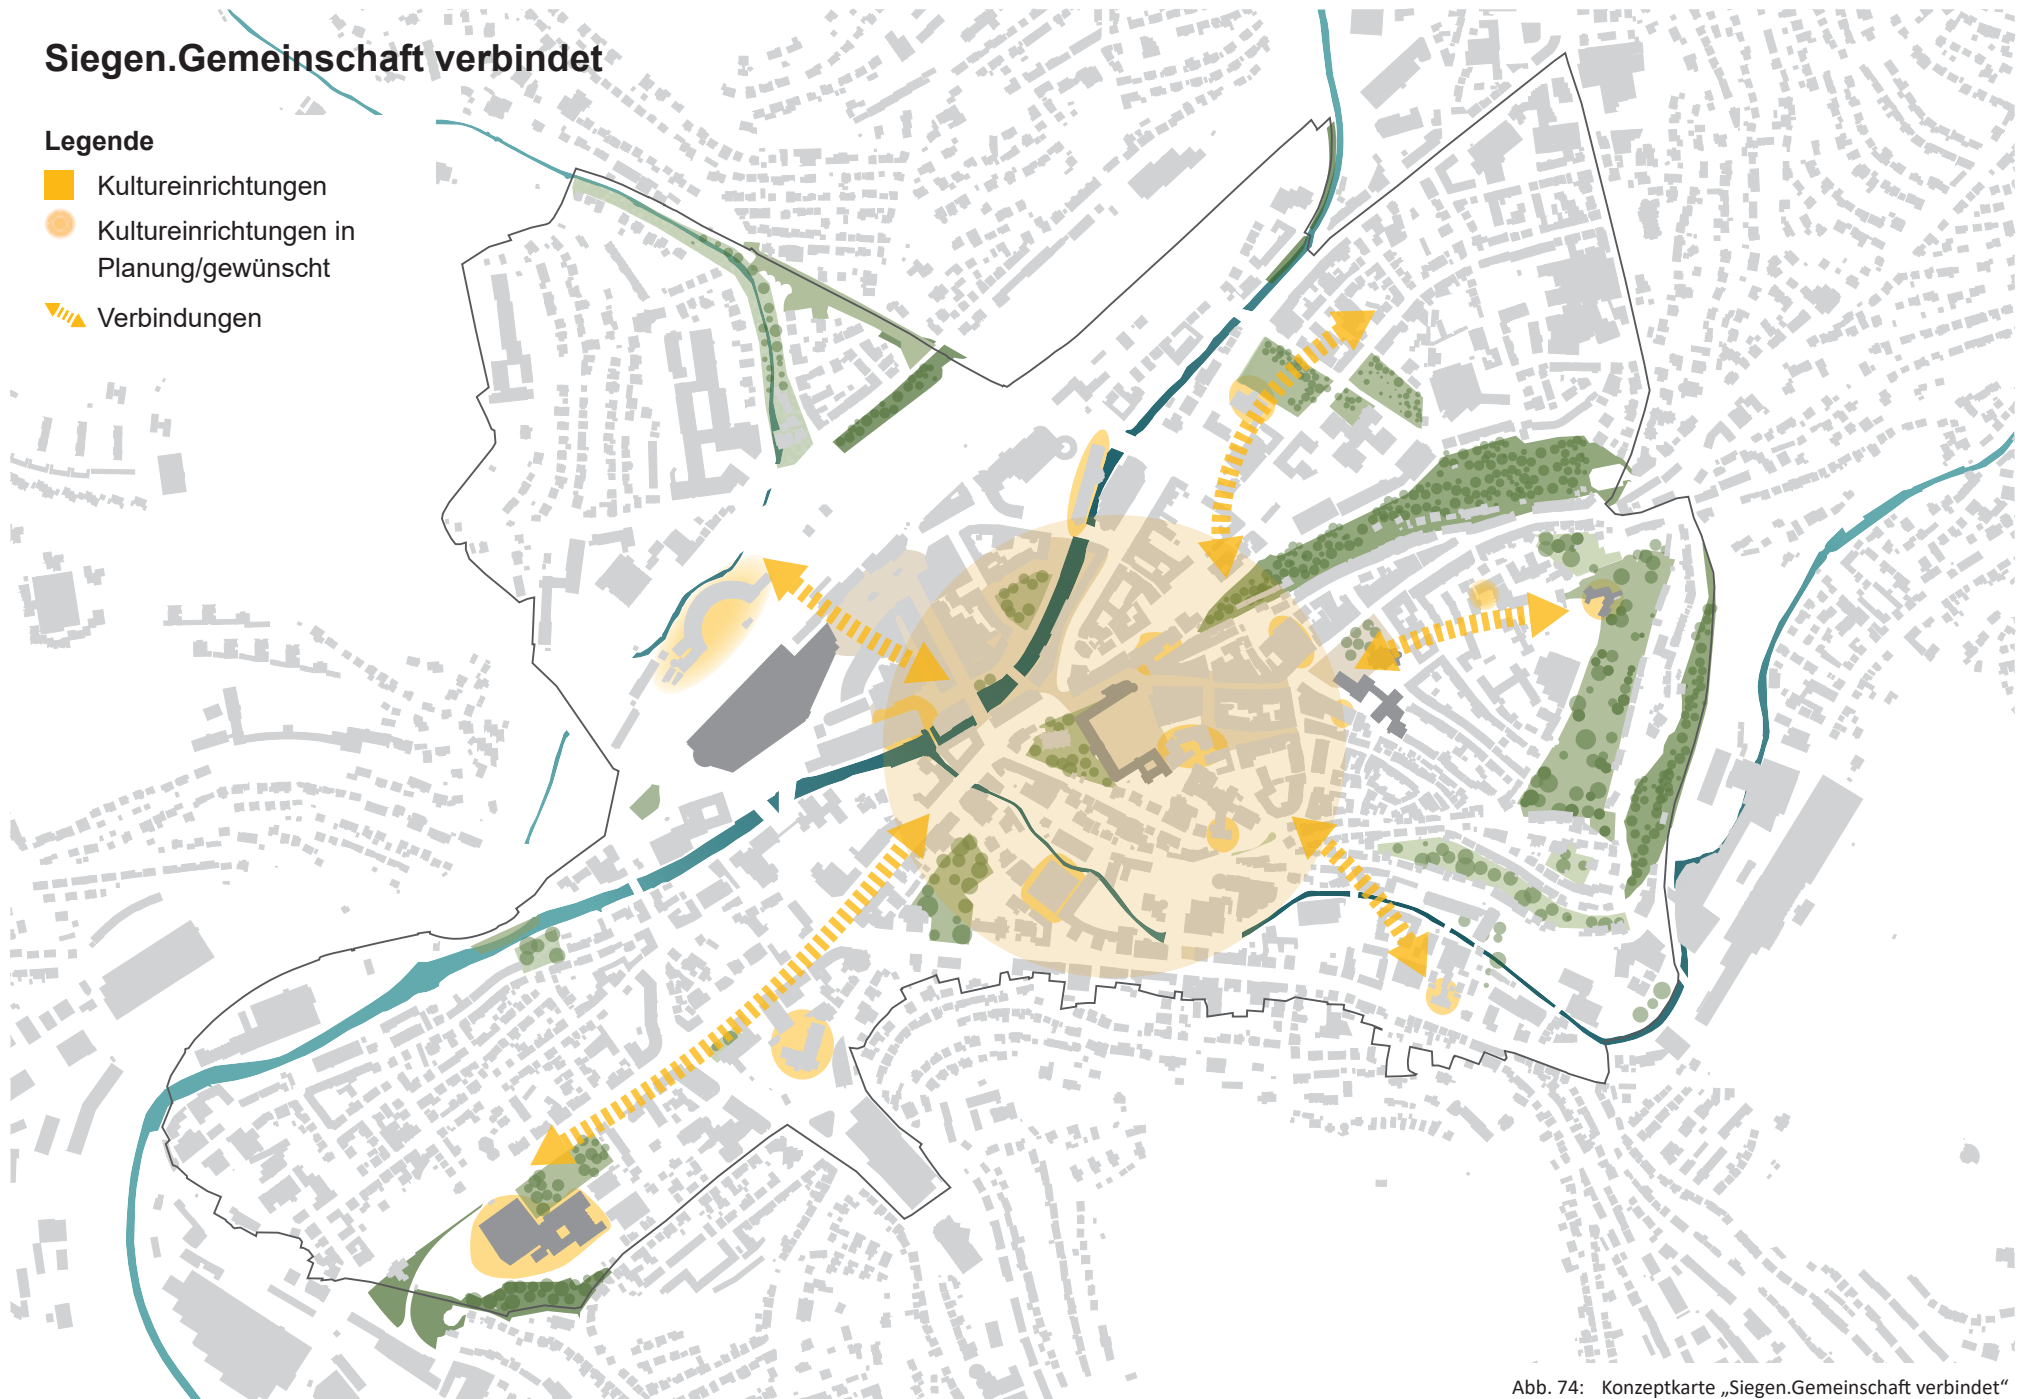 Siegen.Gemeinschaft verbindet
Legende
Kultureinrichtungen
Kultureinrichtungen in
Planung/gewünscht
Verbindungen
Abb. 74: Konzeptkarte „Siegen.Gemeinschaft verbindet“